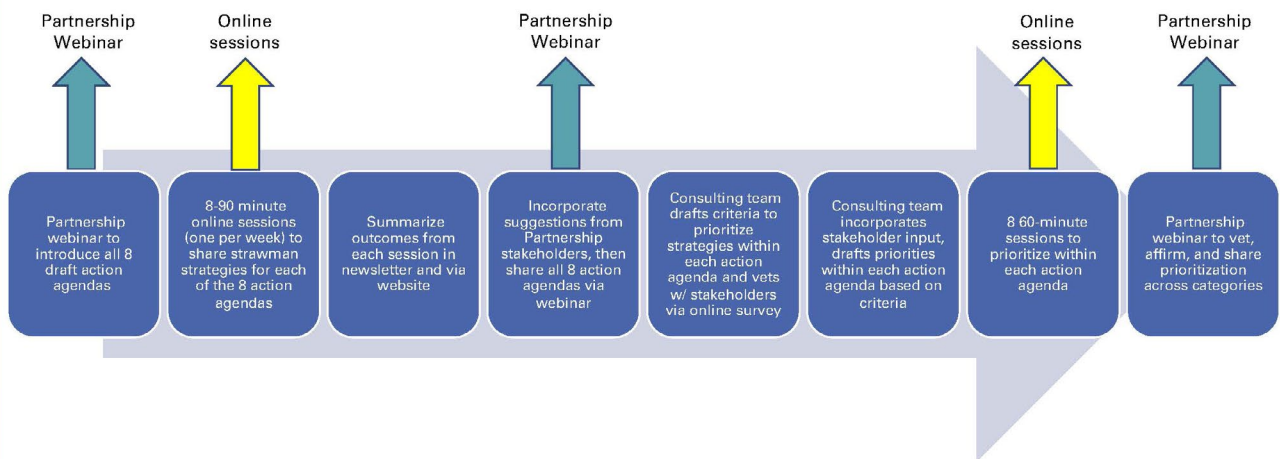 Partnership
Webinar
Online
sessions
Partnership
Webinar
Online
sessions
Partnership
Webinar
Partnership
webinar to
introduce all 8
draft action
agendas
8-90 minute
online sessions
(one per week) to
share strawman
strategies for each
of the 8 action
agendas
Summarize
outcomes from
each session in
newsletter and via
website
Incorporate
suggestions from
Partnership
stakeholders, then
share all 8 action
agendas via
webinar
Consulting team
drafts criteria to
prioritize
strategies within
each action
agenda and vets
w/ stakeholders
via online survey
Consulting team
incorporates
stakeholder input,
drafts priorities
within each action
agenda based on
criteria
8 60-minute
sessions to
prioritize within
each action
agenda
Partnership
webinar to vet,
affirm, and share
prioritization
across categories